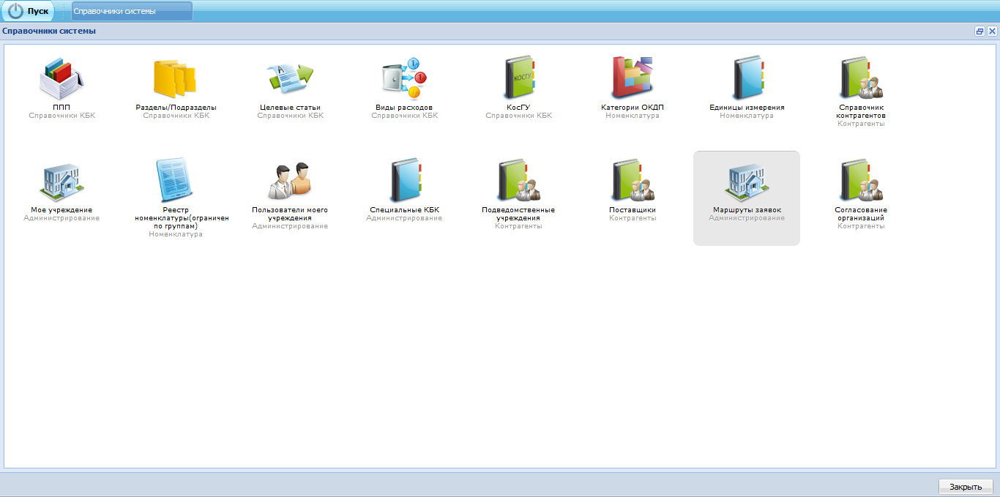 Пуск
Справочники системы
Справочники системы
ППП
Справочники КБК
Разделы/Подразделы
Справочники КБК
Целевые статьи
Справочники КБК
Виды расходов
Справочники КБК
КОСГУ
КосГУ
Справочники КБК
Категории ОКДП
Номенклатура
Единицы измерения
Номенклатура
Справочник
контрагентов
Контрагенты
Мое учреждение
Администрирование
Реестр
номенклатуры(ограничен
по группам)
Номенклатура
Пользователи моего
учреждения
Администрирование
Специальные КБК
Администрирование
Подведомственные
учреждения
Контрагенты
Поставщики
Контрагенты
Маршруты заявок
Администрирование
Согласование
организаций
Контрагенты
Закрыть